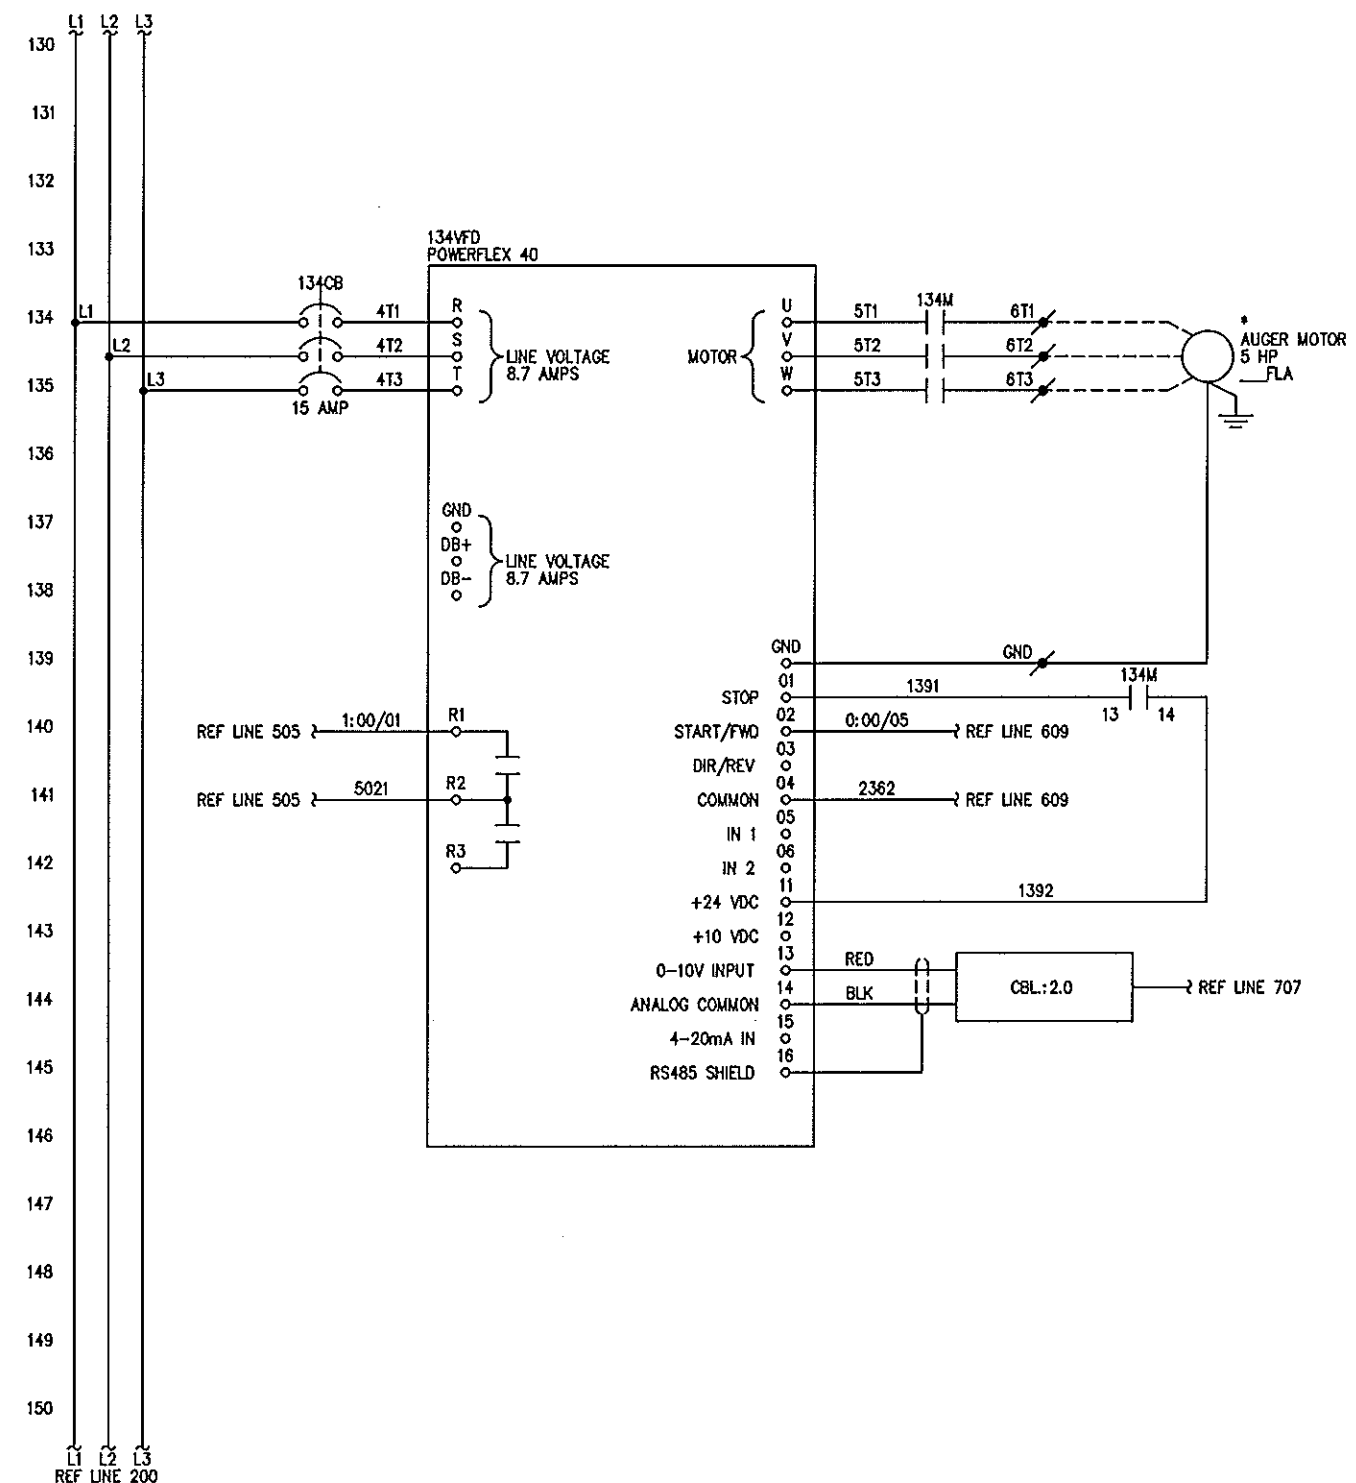 L1 L2 L3
130
131
132
133
134VFD
POWERFLEX 40
134CB
134
L1
4T1
R
U
5T1
134M
6T1
*
AUGER MOTOR
5 HP
___FLA
L2
4T2
S
LINE VOLTAGE
8.7 AMPS
MOTOR
V
5T2
6T2
135
L3
4T3
T
W
5T3
6T3
15 AMP
136
137
GND
DB+
LINE VOLTAGE
8.7 AMPS
138
DB-
139
GND
GND
01
134M
STOP
1391
13 14
140
REF LINE 505
1:00/01
R1
02
START/FWD
0:00/05
REF LINE 609
03
DIR/REV
141
REF LINE 505
5021
R2
04
COMMON
2362
REF LINE 609
05
IN 1
142
R3
06
IN 2
11
+24 VDC
1392
143
12
+10 VDC
13
0-10V INPUT
RED
CBL.:2.0
REF LINE 707
144
14
ANALOG COMMON
BLK
15
4-20mA IN
145
16
RS485 SHIELD
146
147
148
149
150
L1 L2 L3
REF LINE 200